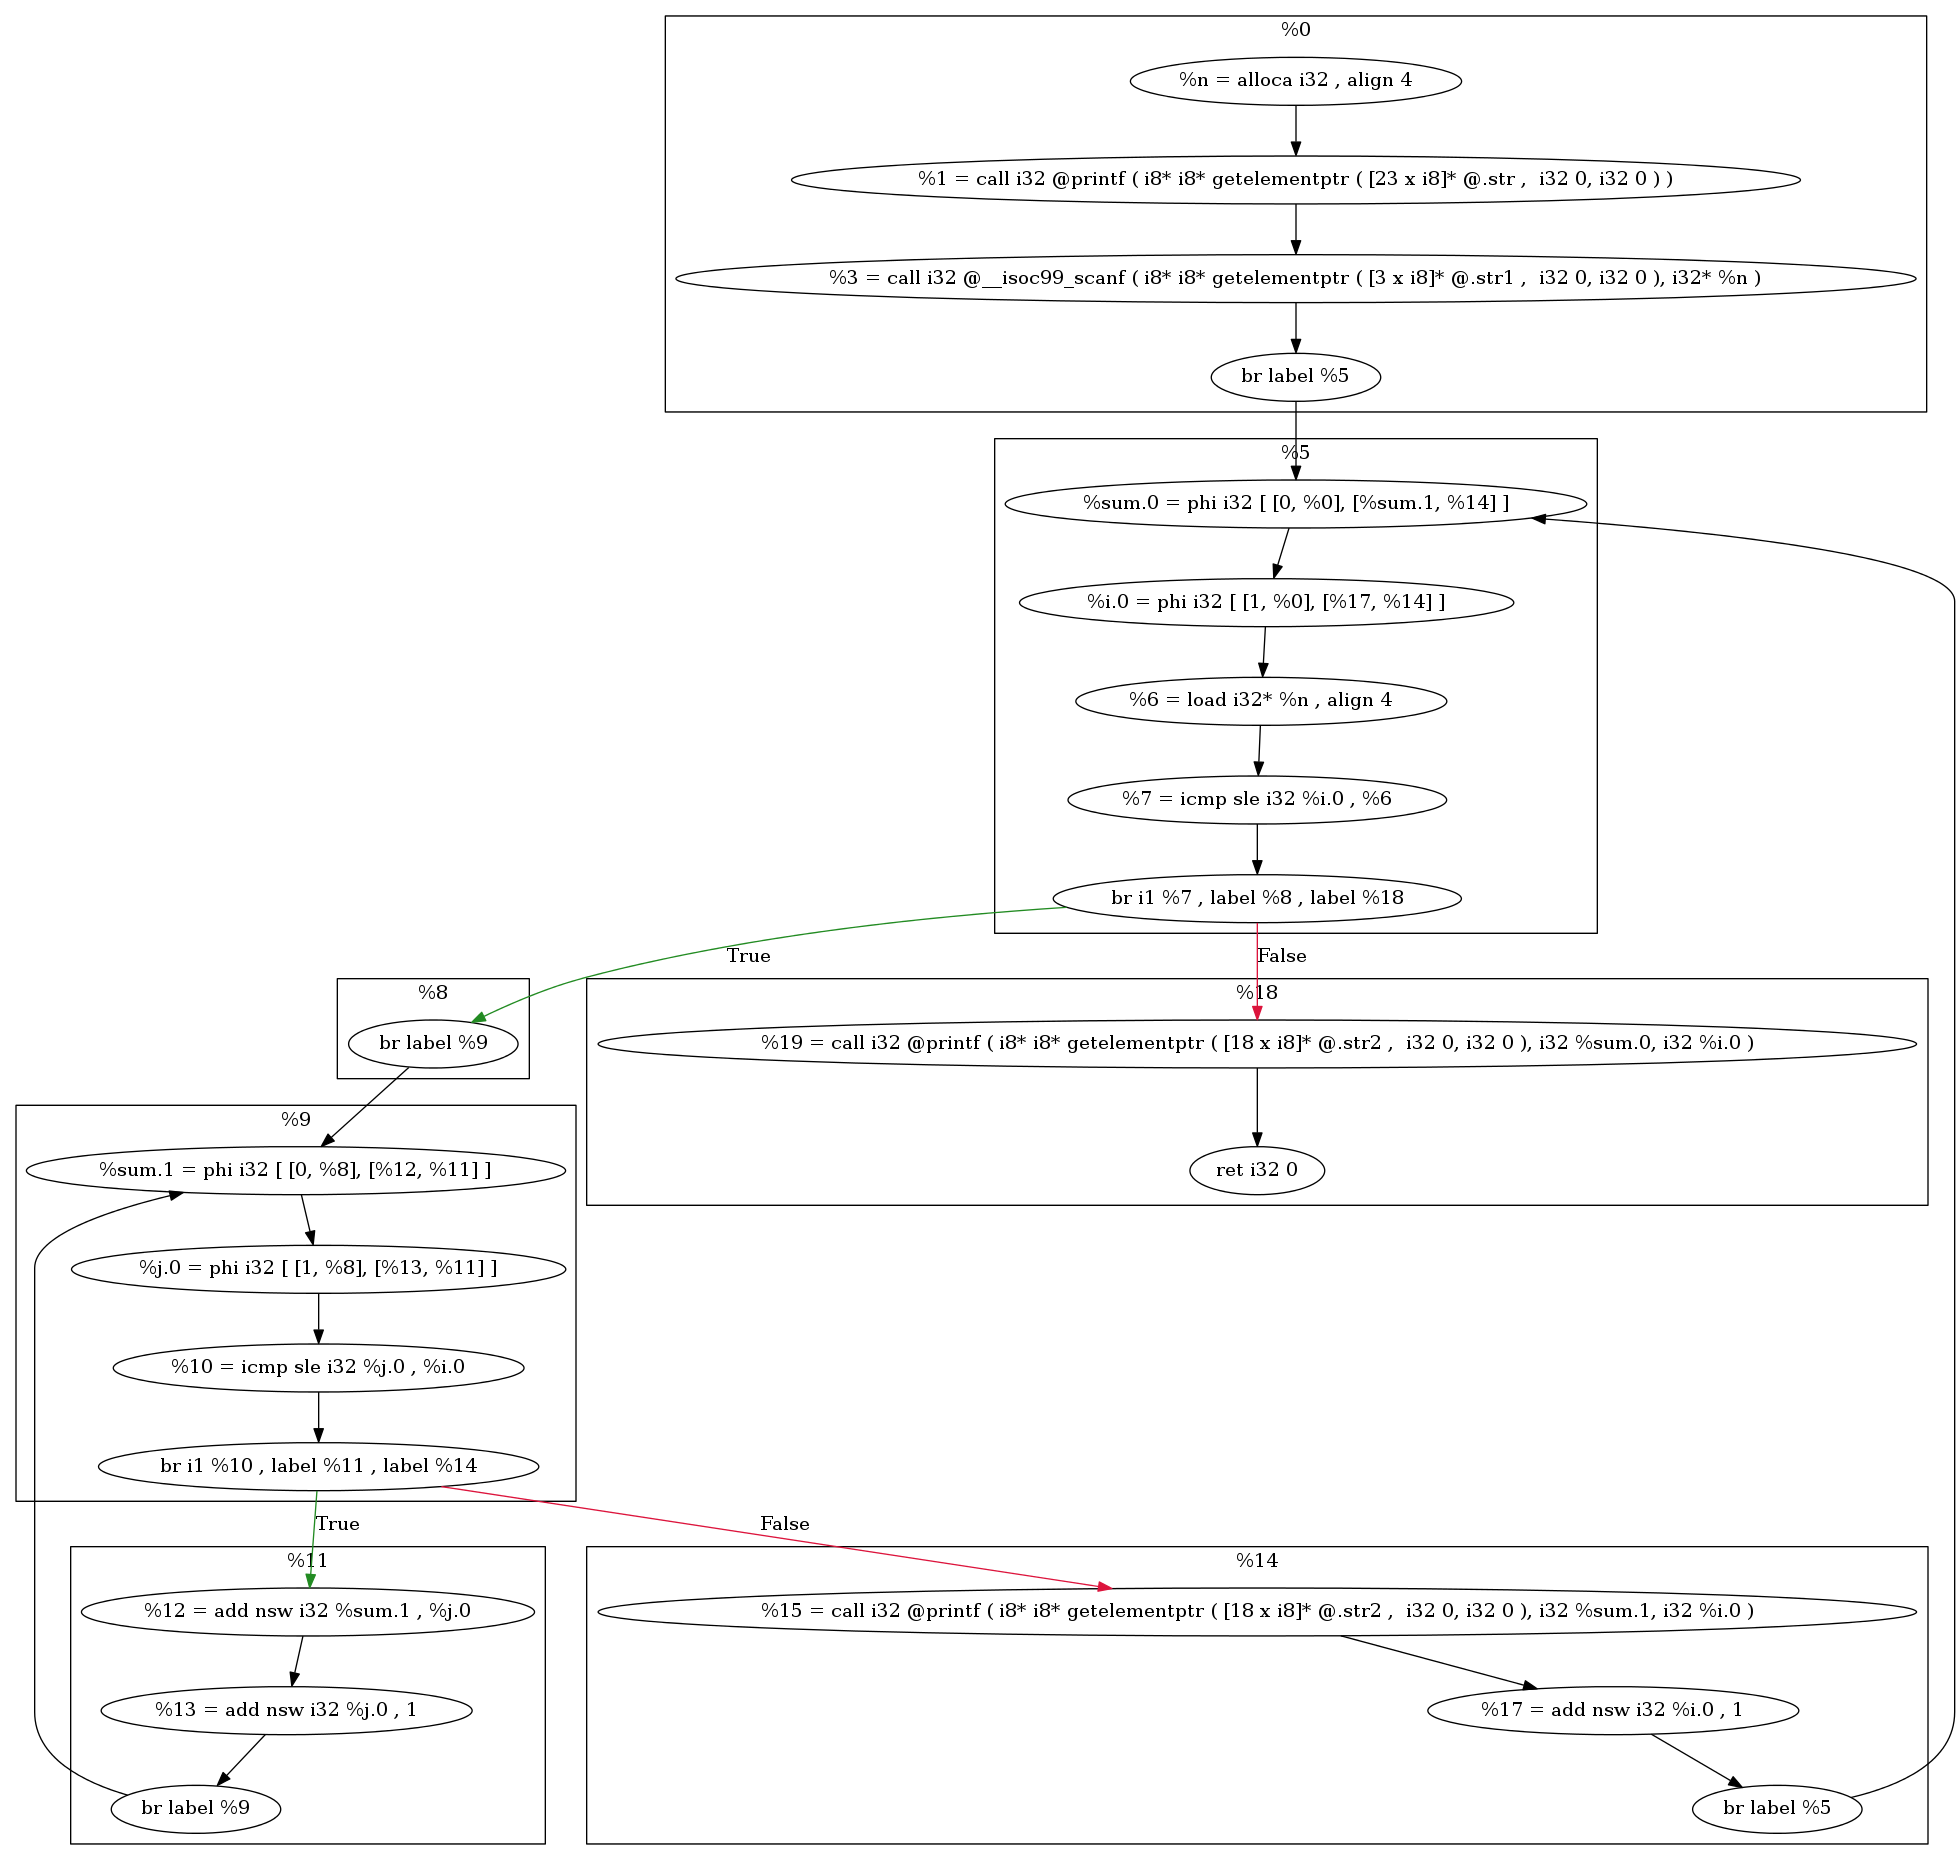 %0
%n = alloca i32 , align 4
%1 = call i32 @printf ( i8* i8* getelementptr ( [23 x i8]* @.str ,  i32 0, i32 0 ) )
%3 = call i32 @__isoc99_scanf ( i8* i8* getelementptr ( [3 x i8]* @.str1 ,  i32 0, i32 0 ), i32* %n )
br label %5
%5
%sum.0 = phi i32 [ [0, %0], [%sum.1, %14] ]
%i.0 = phi i32 [ [1, %0], [%17, %14] ]
%6 = load i32* %n , align 4
%7 = icmp sle i32 %i.0 , %6
br i1 %7 , label %8 , label %18
True
False
%8
br label %9
%18
%19 = call i32 @printf ( i8* i8* getelementptr ( [18 x i8]* @.str2 ,  i32 0, i32 0 ), i32 %sum.0, i32 %i.0 )
ret i32 0
%9
%sum.1 = phi i32 [ [0, %8], [%12, %11] ]
%j.0 = phi i32 [ [1, %8], [%13, %11] ]
%10 = icmp sle i32 %j.0 , %i.0
br i1 %10 , label %11 , label %14
True
False
%11
%12 = add nsw i32 %sum.1 , %j.0
%13 = add nsw i32 %j.0 , 1
br label %9
%14
%15 = call i32 @printf ( i8* i8* getelementptr ( [18 x i8]* @.str2 ,  i32 0, i32 0 ), i32 %sum.1, i32 %i.0 )
%17 = add nsw i32 %i.0 , 1
br label %5